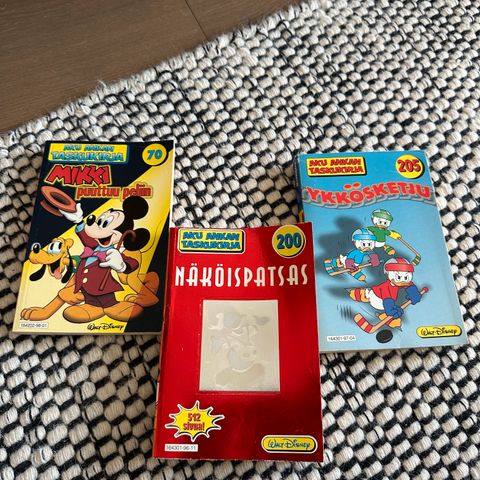 AKU ANKAN
TASKUKIRJA
70
MIKKI
puuttuu peliin
WALT DISNEY
164202-98-01
AKU ANKAN
TASKUKIRJA
200
NÄKÖISPATSAS
512
sivua!
WALT DISNEY
164301-96-11
AKU ANKAN
TASKUKIRJA
205
YKKÖSKETJU
WALT DISNEY
164301-97-04